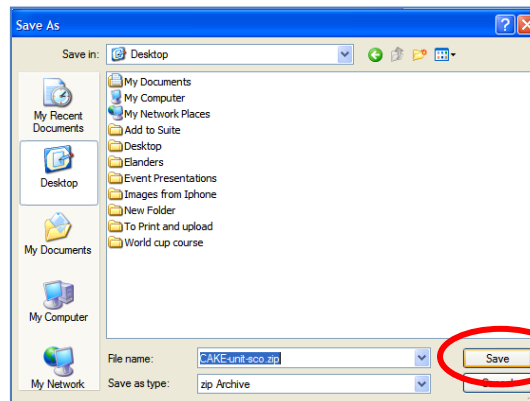 Save As
Save in:
Desktop
My Recent
Documents
Desktop
My Documents
My Computer
My Network
My Documents
My Computer
My Network Places
Add to Suite
Desktop
Elanders
Event Presentations
Images from Iphone
New Folder
To Print and upload
World cup course
File name:
CAKE-unit-sco.zip
Save
Save as type:
zip Archive